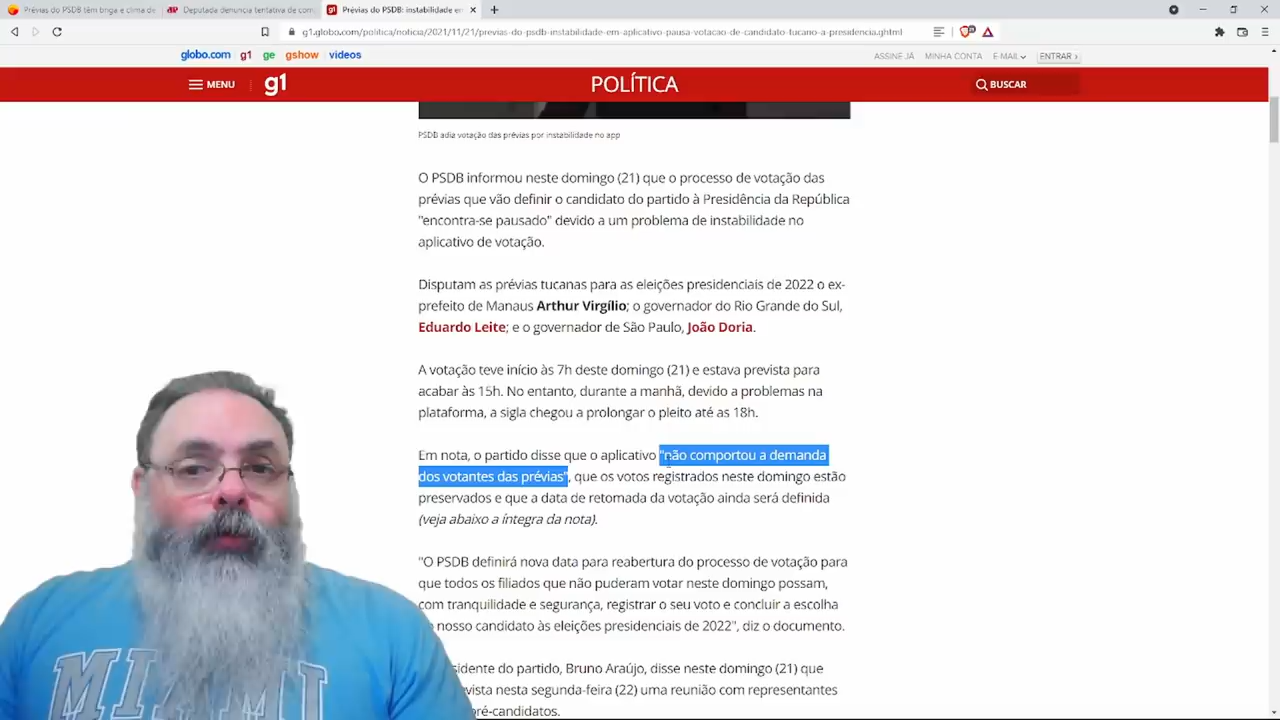 Prévias do PSDB têm briga e clima de
Deputada denuncia tentativa de com
Prévias do PSDB: instabilidade em
g1.globo.com/politica/noticia/2021/11/21/previas-do-psdb-instabilidade-em-aplicativo-pausa-votacao-de-candidato-tucano-a-presidencia.ghtml
globo.com g1 ge gshow videos
ASSINE JÁ MINHA CONTA E-MAIL ENTRAR ›
MENU g1 POLÍTICA BUSCAR
PSDB adia votação das prévias por instabilidade no app
O PSDB informou neste domingo (21) que o processo de votação das
prévias que vão definir o candidato do partido à Presidência da República
"encontra-se pausado" devido a um problema de instabilidade no
aplicativo de votação.
Disputam as prévias tucanas para as eleições presidenciais de 2022 o ex-
prefeito de Manaus Arthur Virgílio; o governador do Rio Grande do Sul,
Eduardo Leite; e o governador de São Paulo, João Doria.
A votação teve início às 7h deste domingo (21) e estava prevista para
acabar às 15h. No entanto, durante a manhã, devido a problemas na
plataforma, a sigla chegou a prolongar o pleito até as 18h.
Em nota, o partido disse que o aplicativo "não comportou a demanda
dos votantes das prévias", que os votos registrados neste domingo estão
preservados e que a data de retomada da votação ainda será definida
(veja abaixo a íntegra da nota).
"O PSDB definirá nova data para reabertura do processo de votação para
que todos os filiados que não puderam votar neste domingo possam,
com tranquilidade e segurança, registrar o seu voto e concluir a escolha
nosso candidato às eleições presidenciais de 2022", diz o documento.
sidente do partido, Bruno Araújo, disse neste domingo (21) que
evista nesta segunda-feira (22) uma reunião com representantes
pré-candidatos.
MIAMI